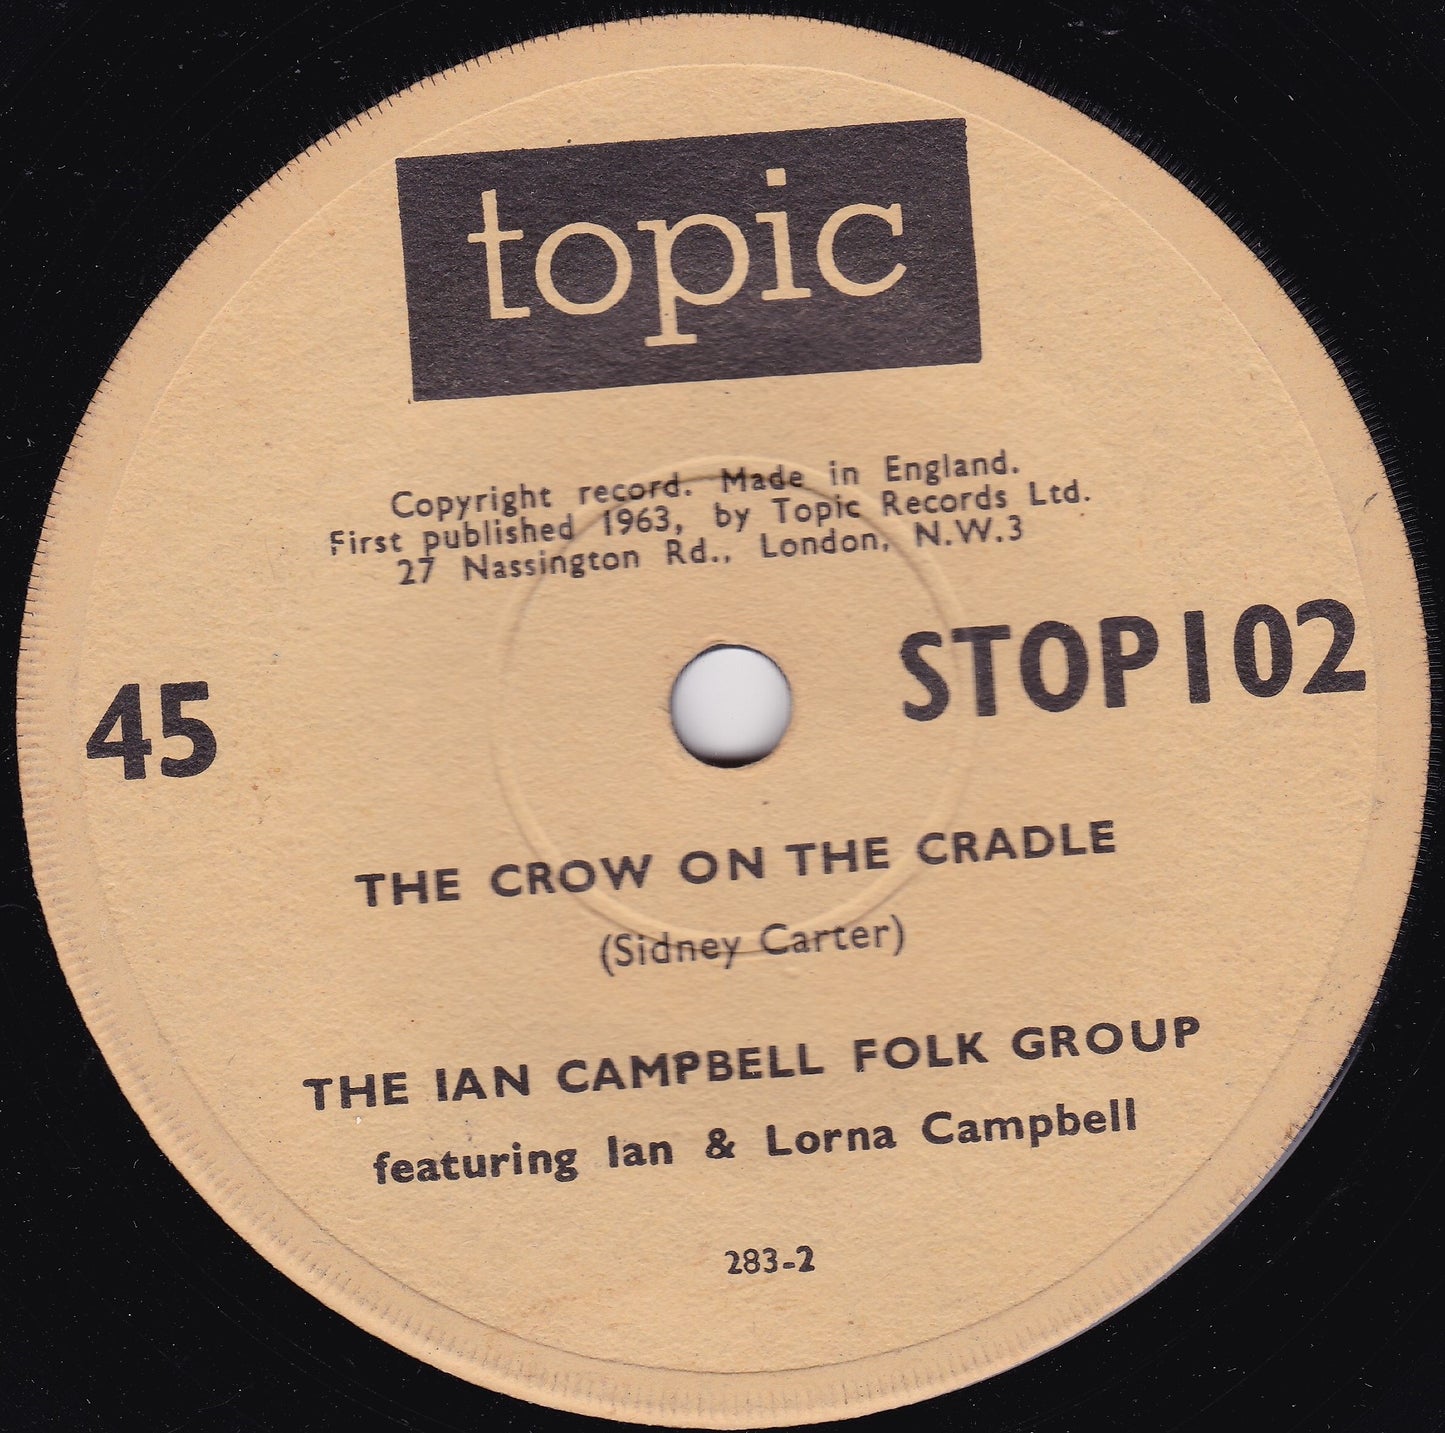 topic
Copyright record. Made in England.
First published 1963, by Topic Records Ltd.
27 Nassington Rd., London, N.W.3
45
STOP102
THE CROW ON THE CRADLE
(Sidney Carter)
THE IAN CAMPBELL FOLK GROUP
featuring Ian & Lorna Campbell
283-2